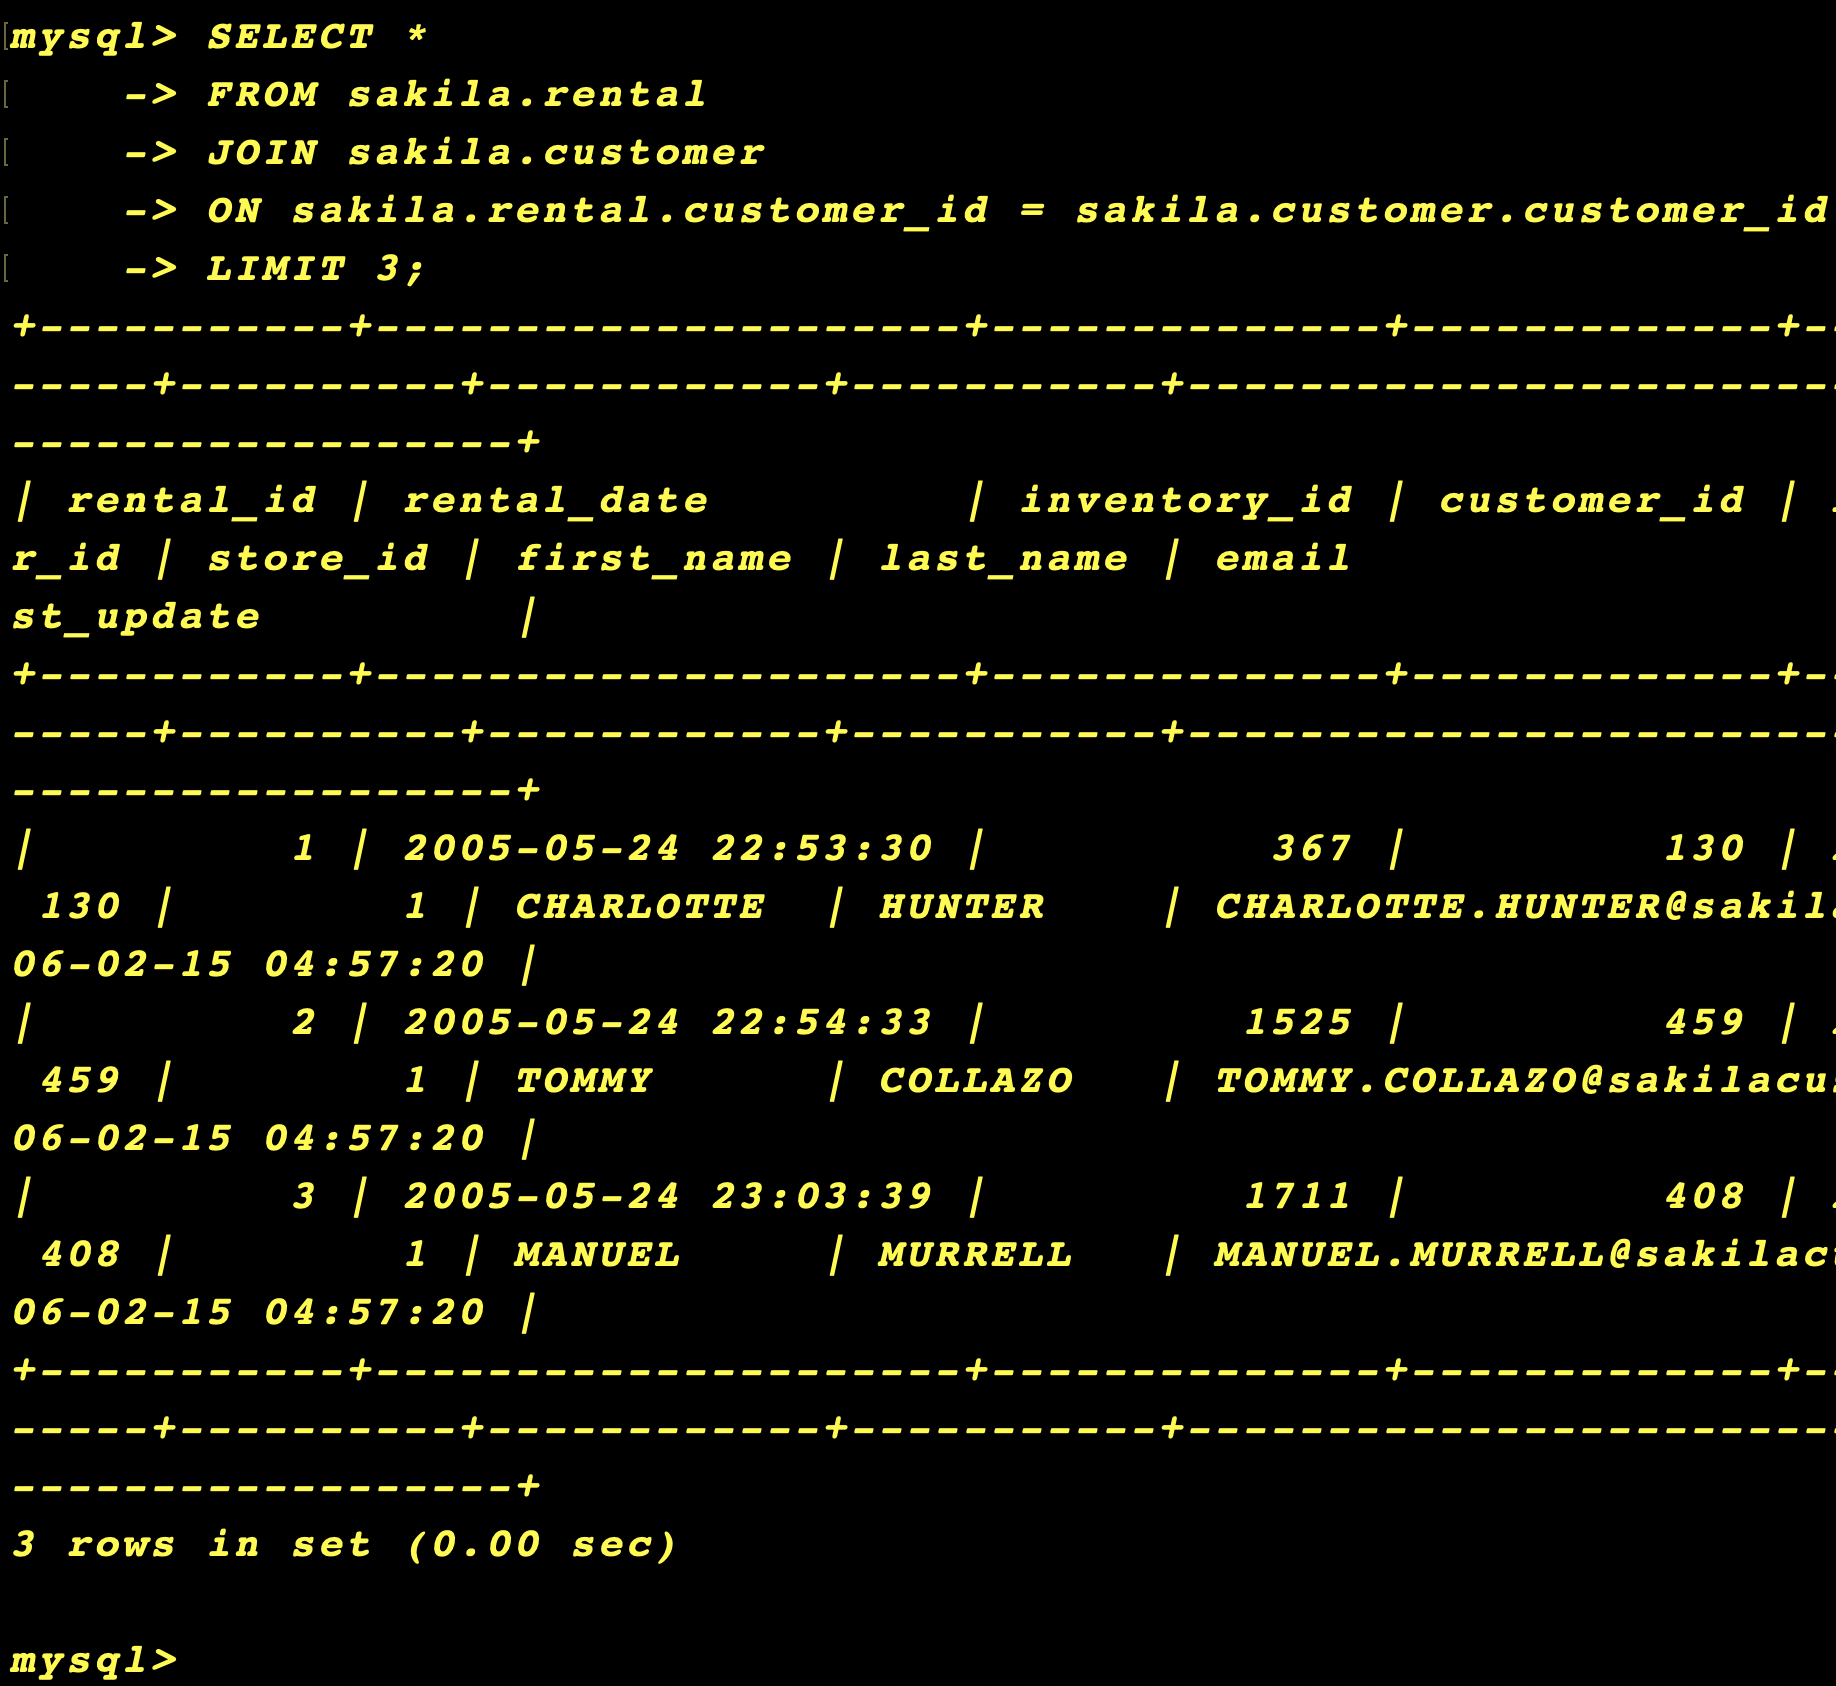 mysql> SELECT *
    -> FROM sakila.rental
    -> JOIN sakila.customer
    -> ON sakila.rental.customer_id = sakila.customer.customer_id
    -> LIMIT 3;
+-----------+---------------------+--------------+-------------+--
-----+----------+------------+-----------+-----------------------
------------------+
| rental_id | rental_date         | inventory_id | customer_id |
r_id | store_id | first_name | last_name | email
st_update         |
+-----------+---------------------+--------------+-------------+--
-----+----------+------------+-----------+-----------------------
------------------+
|         1 | 2005-05-24 22:53:30 |          367 |         130 |
 130 |        1 | CHARLOTTE  | HUNTER    | CHARLOTTE.HUNTER@sakila
06-02-15 04:57:20 |
|         2 | 2005-05-24 22:54:33 |         1525 |         459 |
 459 |        1 | TOMMY      | COLLAZO   | TOMMY.COLLAZO@sakilacus
06-02-15 04:57:20 |
|         3 | 2005-05-24 23:03:39 |         1711 |         408 |
 408 |        1 | MANUEL     | MURRELL   | MANUEL.MURRELL@sakilacu
06-02-15 04:57:20 |
+-----------+---------------------+--------------+-------------+--
-----+----------+------------+-----------+-----------------------
------------------+
3 rows in set (0.00 sec)
mysql>